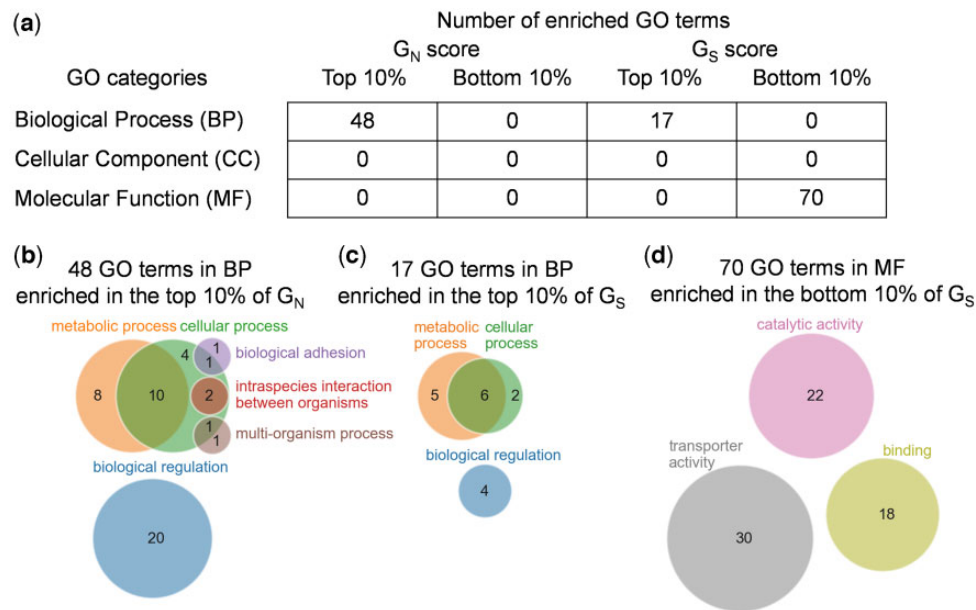 (a)
Number of enriched GO terms
G_N score G_S score
GO categories Top 10% Bottom 10% Top 10% Bottom 10%
Biological Process (BP) 48 0 17 0
Cellular Component (CC) 0 0 0 0
Molecular Function (MF) 0 0 0 70
(b)
48 GO terms in BP
enriched in the top 10% of G_N
metabolic process cellular process
4 1
1 biological adhesion
8 10 2 intraspecies interaction
between organisms
1
1 multi-organism process
biological regulation
20
(c)
17 GO terms in BP
enriched in the top 10% of G_S
metabolic
process
cellular
process
5 6 2
biological regulation
4
(d)
70 GO terms in MF
enriched in the bottom 10% of G_S
catalytic activity
22
transporter
activity
30
binding
18